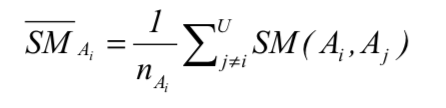 $\overline{SM}_{A_i} = \frac{1}{n_{A_i}} \sum_{j \neq i}^{U} SM(A_i, A_j)$